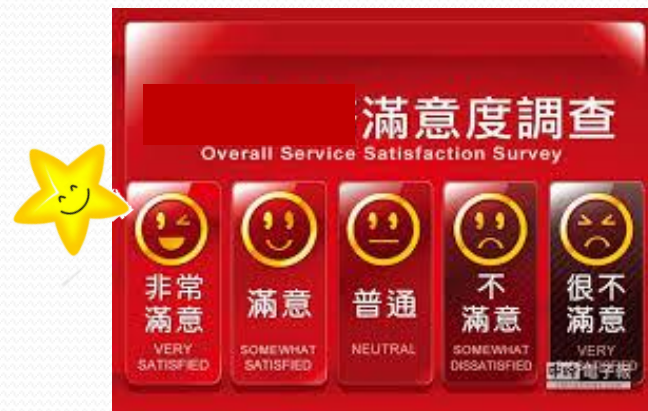 滿意度調查
Overall Service Satisfaction Survey
非常
滿意
VERY
SATISFIED
滿意
SOMEWHAT
SATISFIED
普通
NEUTRAL
不
滿意
SOMEWHAT
DISSATISFIED
很不
滿意
VERY